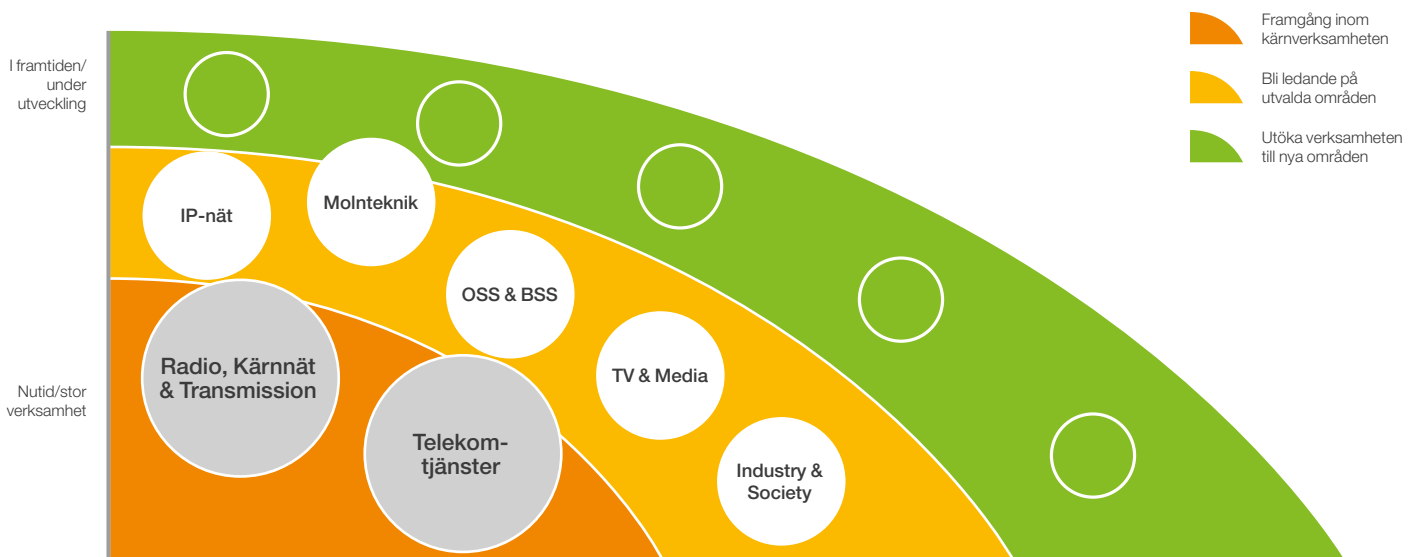 I framtiden/
under
utveckling
Nutid/stor
verksamhet
IP-nät
Molnteknik
OSS & BSS
TV & Media
Industry &
Society
Radio, Kärnnät
& Transmission
Telekom-
tjänster
Framgång inom
kärnverksamheten
Bli ledande på
utvalda områden
Utöka verksamheten
till nya områden